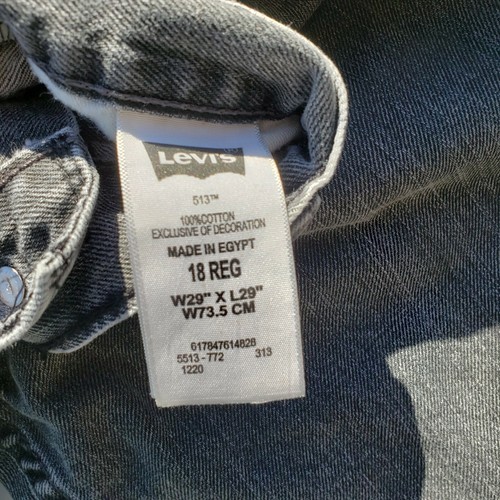 Levi's
513™
100%COTTON
EXCLUSIVE OF DECORATION
MADE IN EGYPT
18 REG
W29" X L29"
W73.5 CM
617847614828
5513-772 313
1220